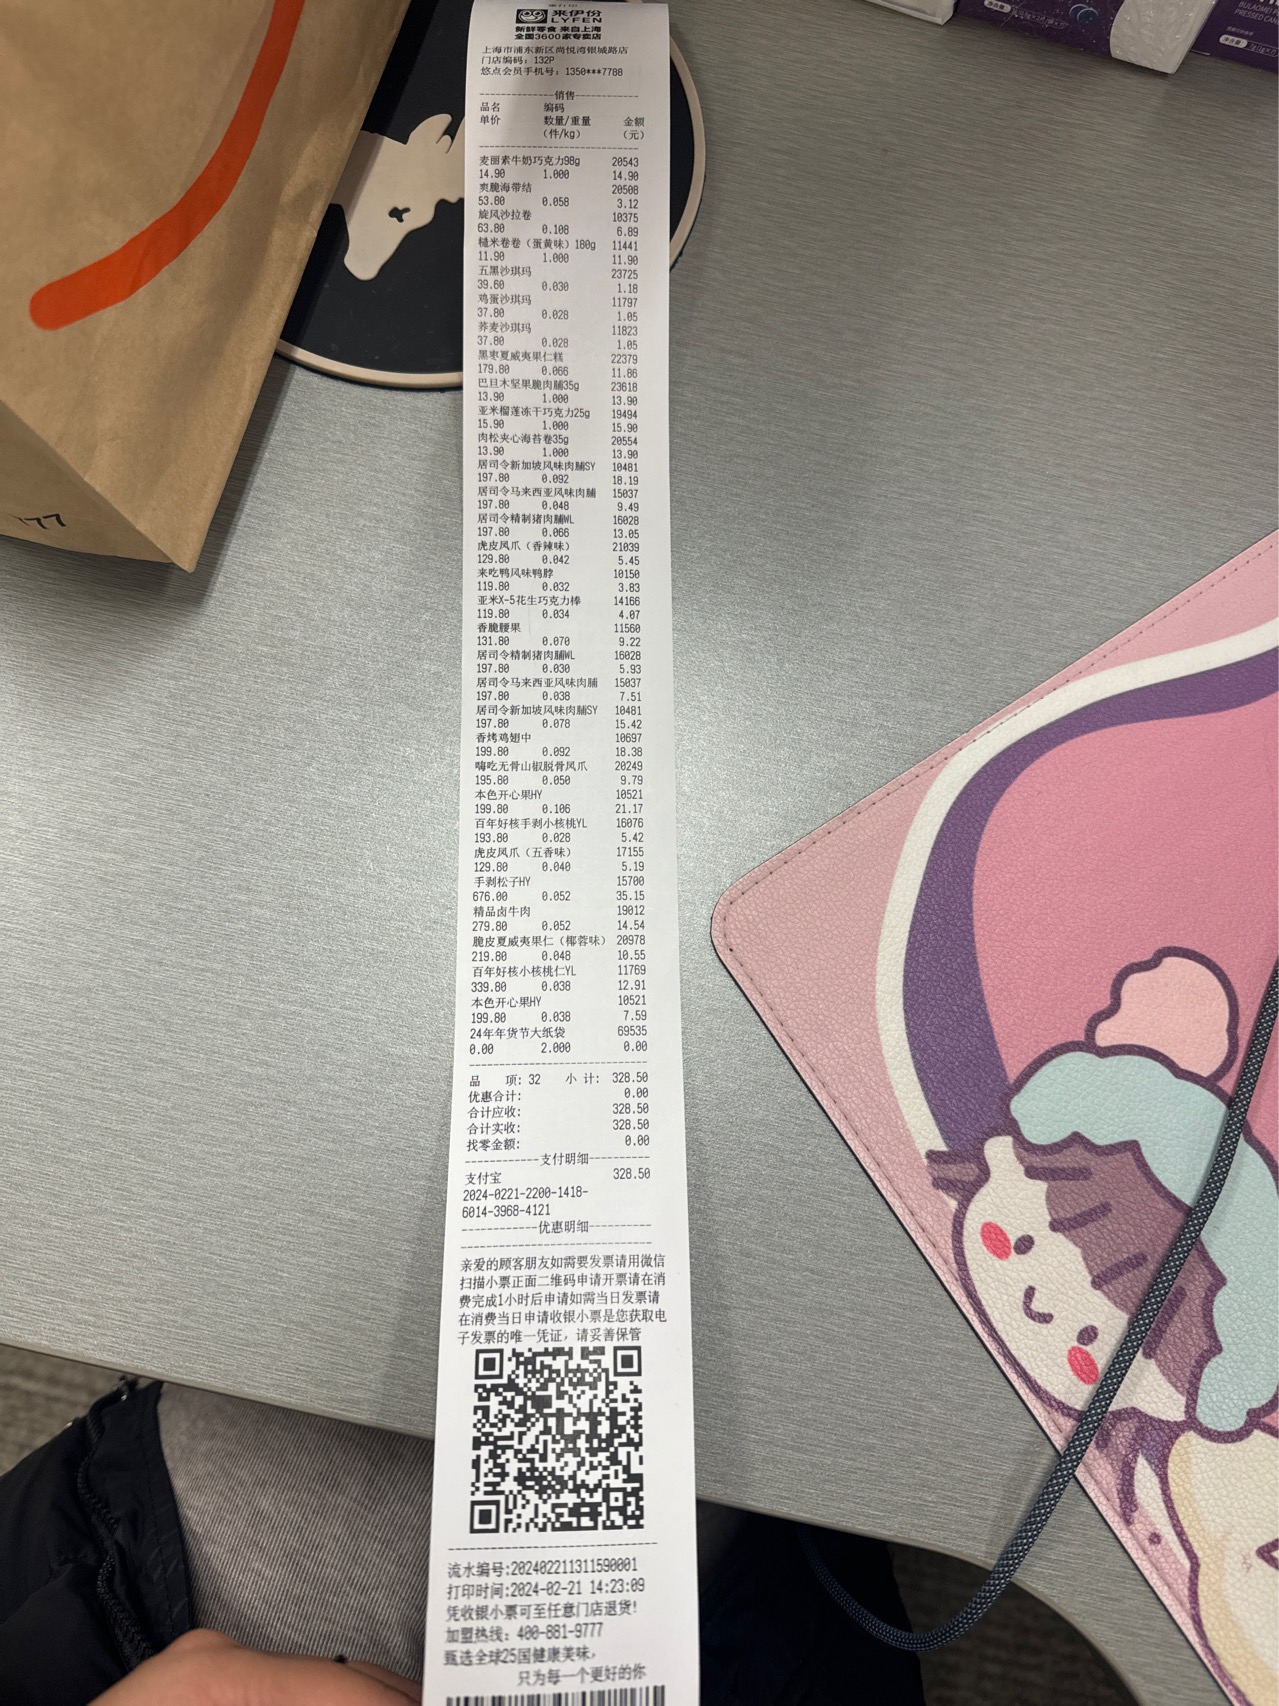 来伊份
LYFEN
新鲜零食 来自上海
全国3600家专卖店
上海市浦东新区尚悦湾银城路店
门店编码：132P
悠点会员手机号：1350***7788
------------销售------------
品名 编码
单价 数量/重量 金额
（件/kg） （元）
麦丽素牛奶巧克力98g 20543
14.90 1.000 14.90
爽脆海带结 20508
53.80 0.058 3.12
旋风沙拉卷 10375
63.80 0.108 6.89
糙米卷卷（蛋黄味）180g 11441
11.90 1.000 11.90
五黑沙琪玛 23725
39.60 0.030 1.18
鸡蛋沙琪玛 11797
37.80 0.028 1.05
荞麦沙琪玛 11823
37.80 0.028 1.05
黑枣夏威夷果仁糕 22379
179.80 0.066 11.86
巴旦木坚果脆肉脯35g 23618
13.90 1.000 13.90
亚米榴莲冻干巧克力25g 19494
15.90 1.000 15.90
肉松夹心海苔卷35g 20554
13.90 1.000 13.90
居司令新加坡风味肉脯SY 10481
197.80 0.092 18.19
居司令马来西亚风味肉脯 15037
197.80 0.048 9.49
居司令精制猪肉脯WL 16028
197.80 0.066 13.05
虎皮凤爪（香辣味） 21039
129.80 0.042 5.45
来吃鸭风味鸭脖 10150
119.80 0.032 3.83
亚米X-5花生巧克力棒 14166
119.80 0.034 4.07
香脆腰果 11560
131.80 0.070 9.22
居司令精制猪肉脯WL 16028
197.80 0.030 5.93
居司令马来西亚风味肉脯 15037
197.80 0.038 7.51
居司令新加坡风味肉脯SY 10481
197.80 0.078 15.42
香烤鸡翅中 10697
199.80 0.092 18.38
嗨吃无骨山椒脱骨凤爪 20249
195.80 0.050 9.79
本色开心果HY 10521
199.80 0.106 21.17
百年好核手剥小核桃YL 16076
193.80 0.028 5.42
虎皮凤爪（五香味） 17155
129.80 0.040 5.19
手剥松子HY 15700
676.00 0.052 35.15
精品卤牛肉 19012
279.80 0.052 14.54
脆皮夏威夷果仁（椰蓉味） 20978
219.80 0.048 10.55
百年好核小核桃仁YL 11769
339.80 0.038 12.91
本色开心果HY 10521
199.80 0.038 7.59
24年年货节大纸袋 69535
0.00 2.000 0.00
品 项: 32 小 计: 328.50
优惠合计: 0.00
合计应收: 328.50
合计实收: 328.50
找零金额: 0.00
------------支付明细----------
支付宝 328.50
2024-0221-2200-1418-
6014-3968-4121
------------优惠明细----------
亲爱的顾客朋友如需要发票请用微信
扫描小票正面二维码申请开票请在消
费完成1小时后申请如需当日发票请
在消费当日申请收银小票是您获取电
子发票的唯一凭证，请妥善保管
流水编号:202402211311590001
打印时间:2024-02-21 14:23:09
凭收银小票可至任意门店退货!
加盟热线：400-881-9777
甄选全球25国健康美味，
只为每一个更好的你